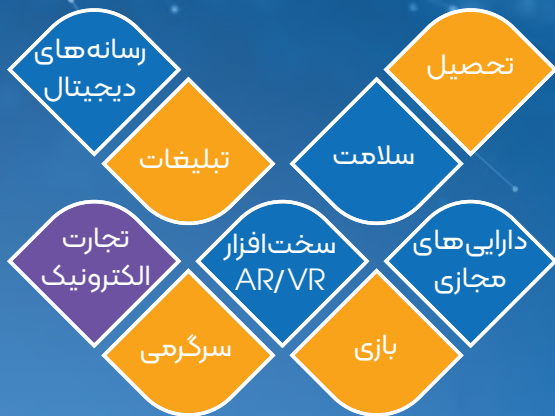 تحصیل
رسانه‌های
دیجیتال
سلامت
تبلیغات
دارایی‌های
مجازی
سخت‌افزار
AR/VR
تجارت
الکترونیک
بازی
سرگرمی